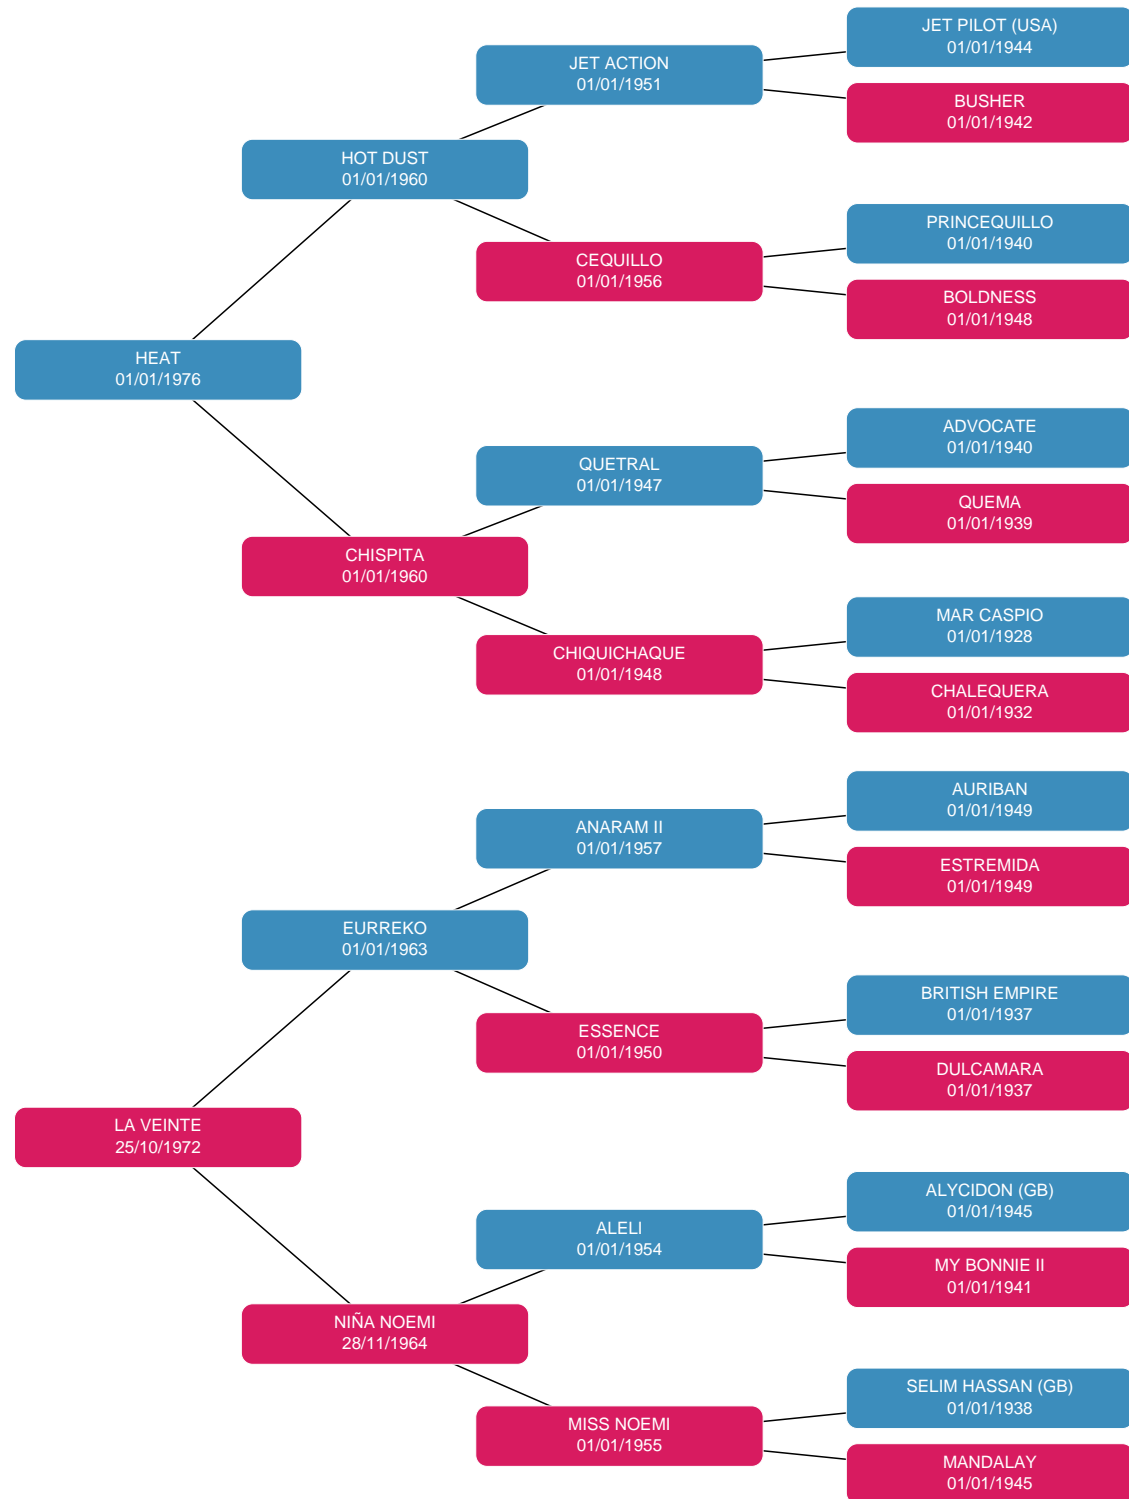 JET PILOT (USA)
01/01/1944
JET ACTION
01/01/1951
BUSHER
01/01/1942
HOT DUST
01/01/1960
PRINCEQUILLO
01/01/1940
CEQUILLO
01/01/1956
BOLDNESS
01/01/1948
HEAT
01/01/1976
ADVOCATE
01/01/1940
QUETRAL
01/01/1947
QUEMA
01/01/1939
CHISPITA
01/01/1960
MAR CASPIO
01/01/1928
CHIQUICHAQUE
01/01/1948
CHALEQUERA
01/01/1932
AURIBAN
01/01/1949
ANARAM II
01/01/1957
ESTREMIDA
01/01/1949
EURREKO
01/01/1963
BRITISH EMPIRE
01/01/1937
ESSENCE
01/01/1950
DULCAMARA
01/01/1937
LA VEINTE
25/10/1972
ALYCIDON (GB)
01/01/1945
ALELI
01/01/1954
MY BONNIE II
01/01/1941
NIÑA NOEMI
28/11/1964
SELIM HASSAN (GB)
01/01/1938
MISS NOEMI
01/01/1955
MANDALAY
01/01/1945